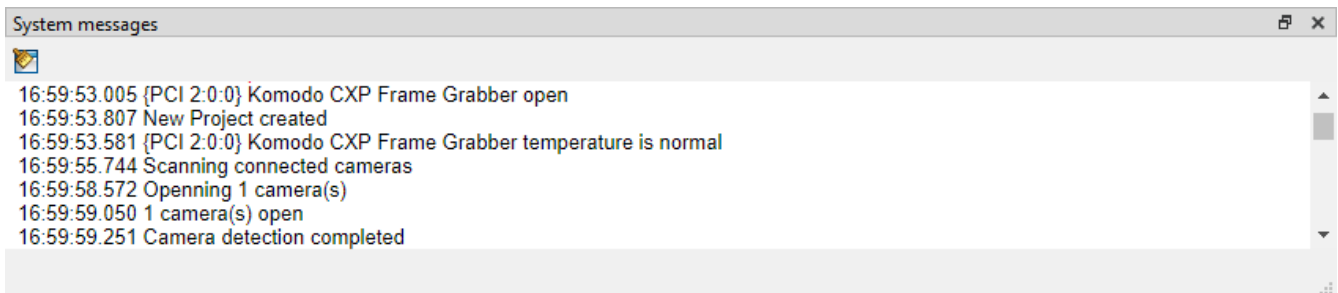 System messages
16:59:53.005 {PCI 2:0:0} Komodo CXP Frame Grabber open
16:59:53.807 New Project created
16:59:53.581 {PCI 2:0:0} Komodo CXP Frame Grabber temperature is normal
16:59:55.744 Scanning connected cameras
16:59:58.572 Openning 1 camera(s)
16:59:59.050 1 camera(s) open
16:59:59.251 Camera detection completed